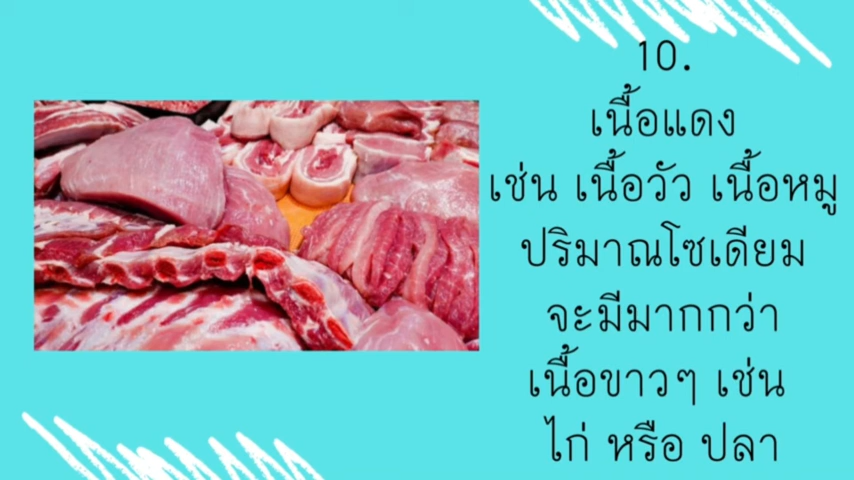 10.
เนื้อแดง
เช่น เนื้อวัว เนื้อหมู
ปริมาณโซเดียม
จะมีมากกว่า
เนื้อขาวๆ เช่น
ไก่ หรือ ปลา